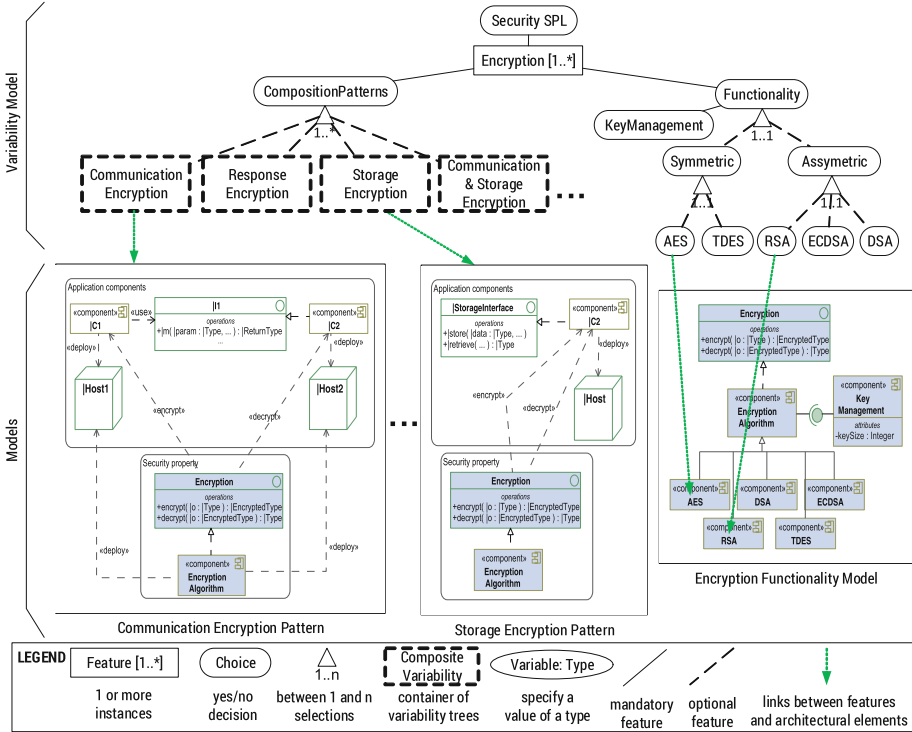 Variability Model
Security SPL
Encryption [1..*]
CompositionPatterns
1..*
Functionality
KeyManagement
1..1
Communication
Encryption
Response
Encryption
Storage
Encryption
Communication
& Storage
Encryption
...
Symmetric
1..1
Assymetric
1..1
AES
TDES
RSA
ECDSA
DSA
Models
Application components
«component»
|C1
«use»
|I1
operations
+|m( |param : |Type, ... ) : |ReturnType
...
«component»
|C2
«deploy»
«deploy»
|Host1
|Host2
«encrypt»
«decrypt»
Security property
Encryption
operations
+encrypt( |o : |Type ) : |EncryptedType
+decrypt( |o : |EncryptedType ) : |Type
«deploy»
«deploy»
«component»
Encryption
Algorithm
Communication Encryption Pattern
...
Application components
|StorageInterface
operations
+|store( |data : |Type, ... )
+|retrieve( ... ) : |Type
«component»
|C2
«deploy»
|Host
«encrypt»
«decrypt»
Security property
Encryption
operations
+encrypt( |o : |Type ) : |EncryptedType
+decrypt( |o : |EncryptedType ) : |Type
«component»
Encryption
Algorithm
Storage Encryption Pattern
Encryption
operations
+encrypt( |o : |Type ) : |EncryptedType
+decrypt( |o : |EncryptedType ) : |Type
«component»
Encryption
Algorithm
«component»
Key
Management
attributes
-keySize : Integer
«component»
AES
«component»
DSA
«component»
ECDSA
«component»
RSA
«component»
TDES
Encryption Functionality Model
LEGEND
Feature [1..*]
1 or more
instances
Choice
yes/no
decision
1..n
between 1 and n
selections
Composite
Variability
container of
variability trees
Variable: Type
specify a
value of a type
mandatory
feature
optional
feature
links between features
and architectural elements